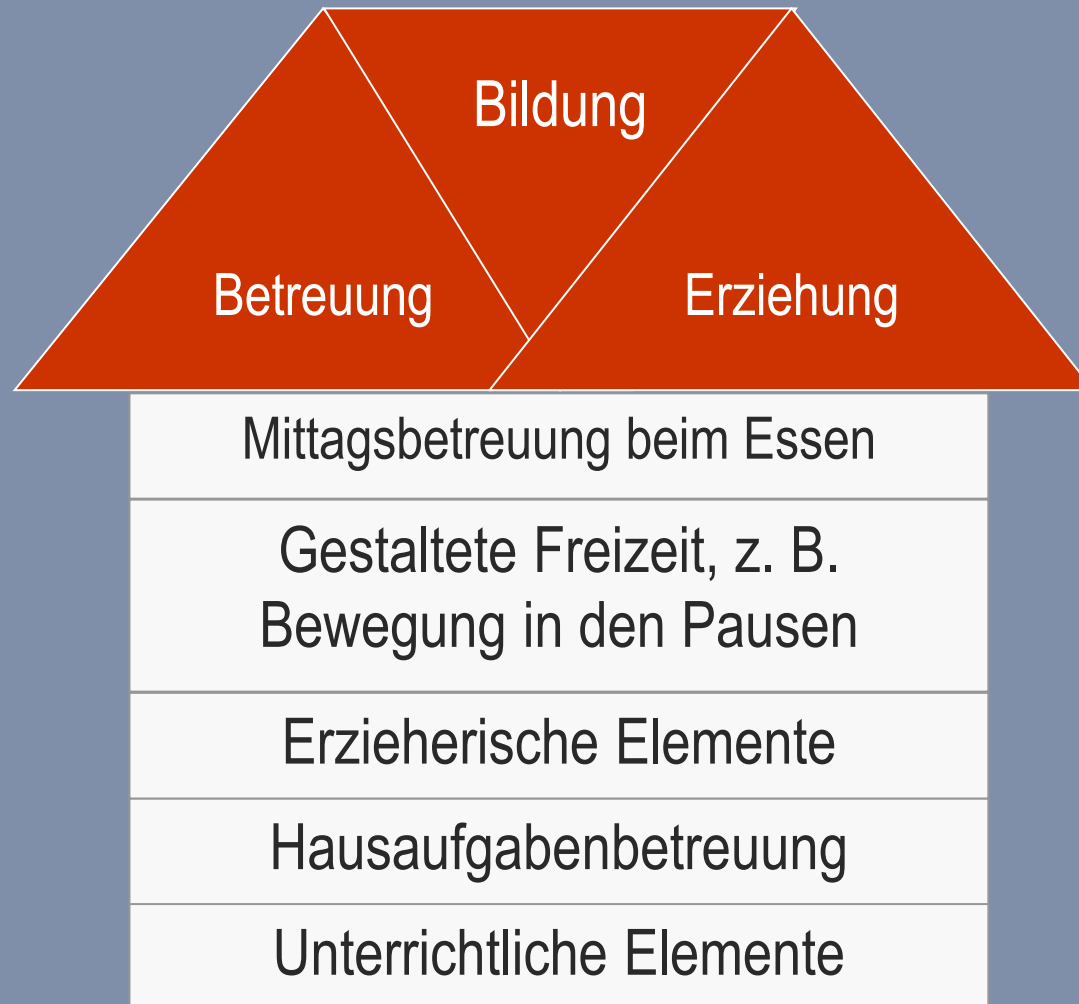 Bildung
Betreuung
Erziehung
Mittagsbetreuung beim Essen
Gestaltete Freizeit, z. B.
Bewegung in den Pausen
Erzieherische Elemente
Hausaufgabenbetreuung
Unterrichtliche Elemente